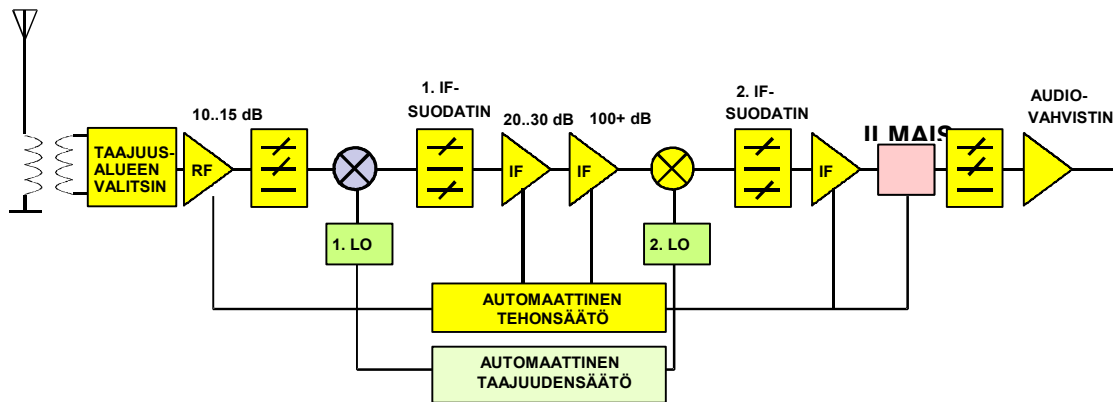 10..15 dB
1. IF-
SUODATIN
20..30 dB
100+ dB
2. IF-
SUODATIN
AUDIO-
VAHVISTIN
TAAJUUS-
ALUEEN
VALITSIN
RF
IF
IF
IF
1. LO
2. LO
AUTOMAATTINEN
TEHONSÄÄTÖ
AUTOMAATTINEN
TAAJUUDENSÄÄTÖ